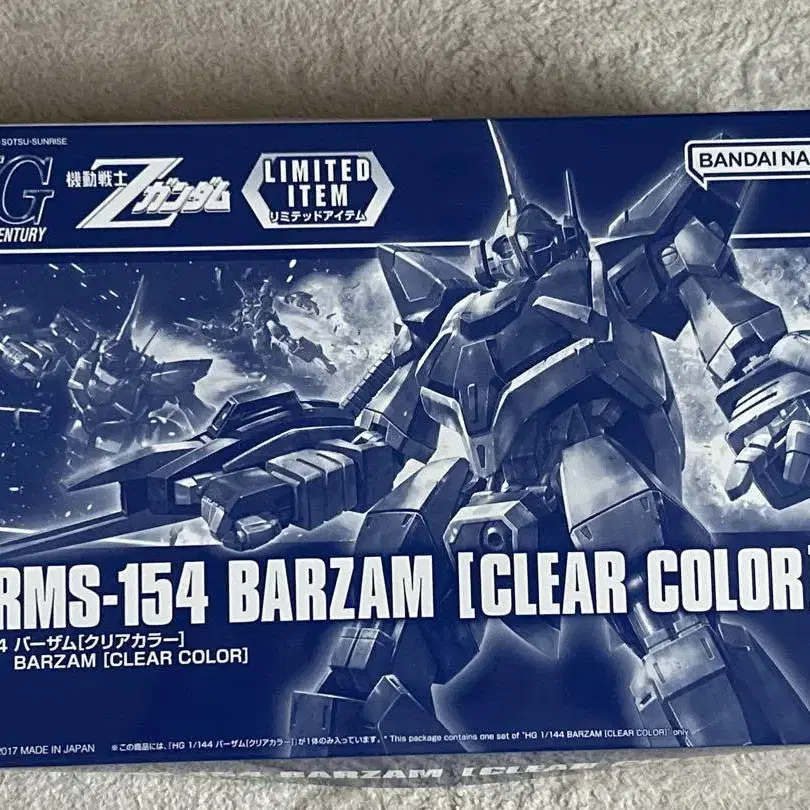 SOTSU·SUNRISE
G
ENTURY
機動戦士
Zガンダム
LIMITED
ITEM
リミテッドアイテム
BANDAI NA
RMS-154 BARZAM [CLEAR COLOR]
4 バーザム[クリアカラー]
BARZAM [CLEAR COLOR]
2017 MADE IN JAPAN
※この商品には、「HG 1/144 バーザム[クリアカラー]」が1体のみ入っています。 * This package contains one set of "HG 1/144 BARZAM [CLEAR COLOR]" only.
54 BARZAM [CLEAR